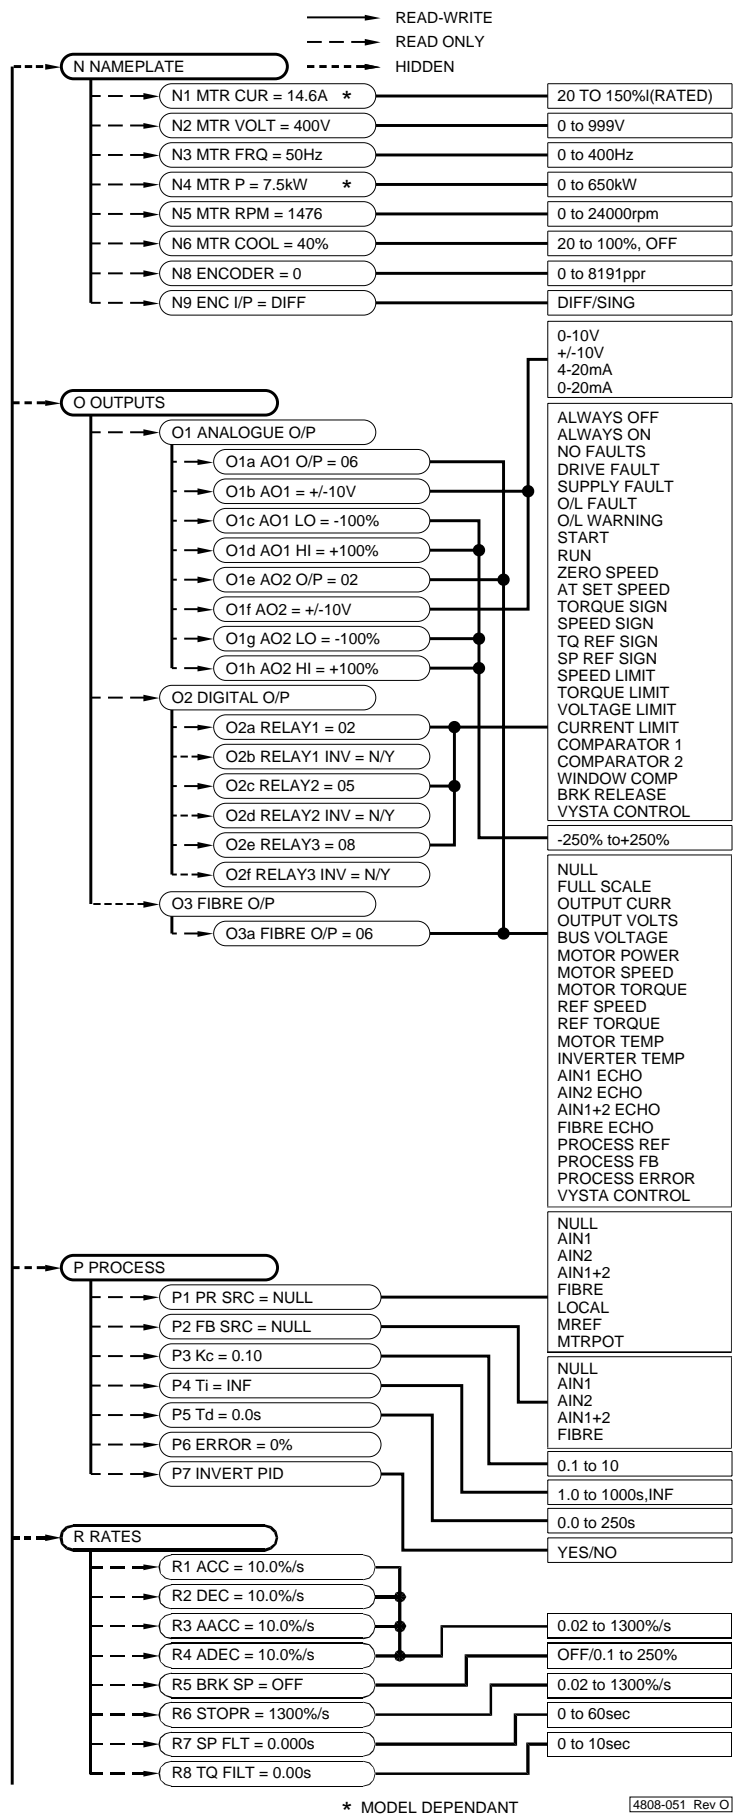 READ-WRITE
READ ONLY
HIDDEN
N NAMEPLATE
N1 MTR CUR = 14.6A *
20 TO 150%I(RATED)
N2 MTR VOLT = 400V
0 to 999V
N3 MTR FRQ = 50Hz
0 to 400Hz
N4 MTR P = 7.5kW *
0 to 650kW
N5 MTR RPM = 1476
0 to 24000rpm
N6 MTR COOL = 40%
20 to 100%, OFF
N8 ENCODER = 0
0 to 8191ppr
N9 ENC I/P = DIFF
DIFF/SING
0-10V
+/-10V
4-20mA
0-20mA
O OUTPUTS
O1 ANALOGUE O/P
O1a AO1 O/P = 06
O1b AO1 = +/-10V
O1c AO1 LO = -100%
O1d AO1 HI = +100%
O1e AO2 O/P = 02
O1f AO2 = +/-10V
O1g AO2 LO = -100%
O1h AO2 HI = +100%
O2 DIGITAL O/P
O2a RELAY1 = 02
O2b RELAY1 INV = N/Y
O2c RELAY2 = 05
O2d RELAY2 INV = N/Y
O2e RELAY3 = 08
O2f RELAY3 INV = N/Y
O3 FIBRE O/P
O3a FIBRE O/P = 06
ALWAYS OFF
ALWAYS ON
NO FAULTS
DRIVE FAULT
SUPPLY FAULT
O/L FAULT
O/L WARNING
START
RUN
ZERO SPEED
AT SET SPEED
TORQUE SIGN
SPEED SIGN
TQ REF SIGN
SP REF SIGN
SPEED LIMIT
TORQUE LIMIT
VOLTAGE LIMIT
CURRENT LIMIT
COMPARATOR 1
COMPARATOR 2
WINDOW COMP
BRK RELEASE
VYSTA CONTROL
-250% to+250%
NULL
FULL SCALE
OUTPUT CURR
OUTPUT VOLTS
BUS VOLTAGE
MOTOR POWER
MOTOR SPEED
MOTOR TORQUE
REF SPEED
REF TORQUE
MOTOR TEMP
INVERTER TEMP
AIN1 ECHO
AIN2 ECHO
AIN1+2 ECHO
FIBRE ECHO
PROCESS REF
PROCESS FB
PROCESS ERROR
VYSTA CONTROL
P PROCESS
P1 PR SRC = NULL
P2 FB SRC = NULL
P3 Kc = 0.10
P4 Ti = INF
P5 Td = 0.0s
P6 ERROR = 0%
P7 INVERT PID
NULL
AIN1
AIN2
AIN1+2
FIBRE
LOCAL
MREF
MTRPOT
NULL
AIN1
AIN2
AIN1+2
FIBRE
0.1 to 10
1.0 to 1000s,INF
0.0 to 250s
YES/NO
R RATES
R1 ACC = 10.0%/s
R2 DEC = 10.0%/s
R3 AACC = 10.0%/s
0.02 to 1300%/s
R4 ADEC = 10.0%/s
OFF/0.1 to 250%
R5 BRK SP = OFF
0.02 to 1300%/s
R6 STOPR = 1300%/s
0 to 60sec
R7 SP FLT = 0.000s
0 to 10sec
R8 TQ FILT = 0.00s
* MODEL DEPENDANT
4808-051 Rev O